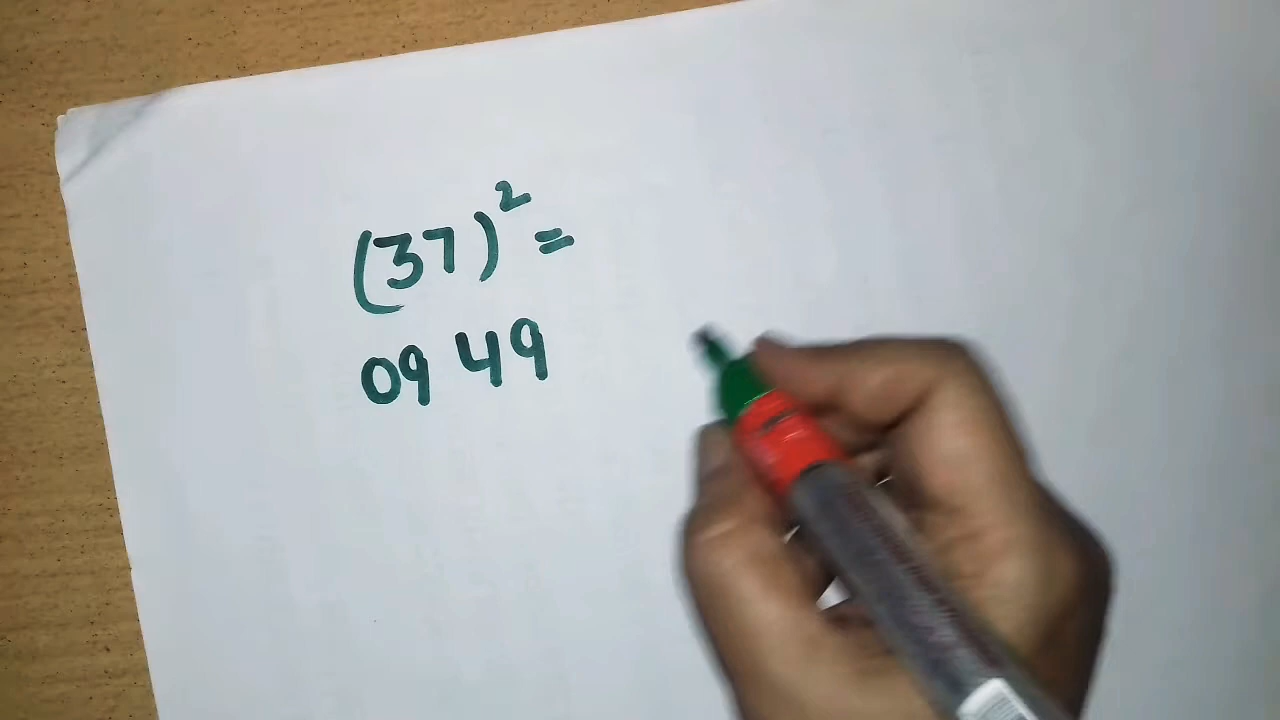 (37)² =
09 49